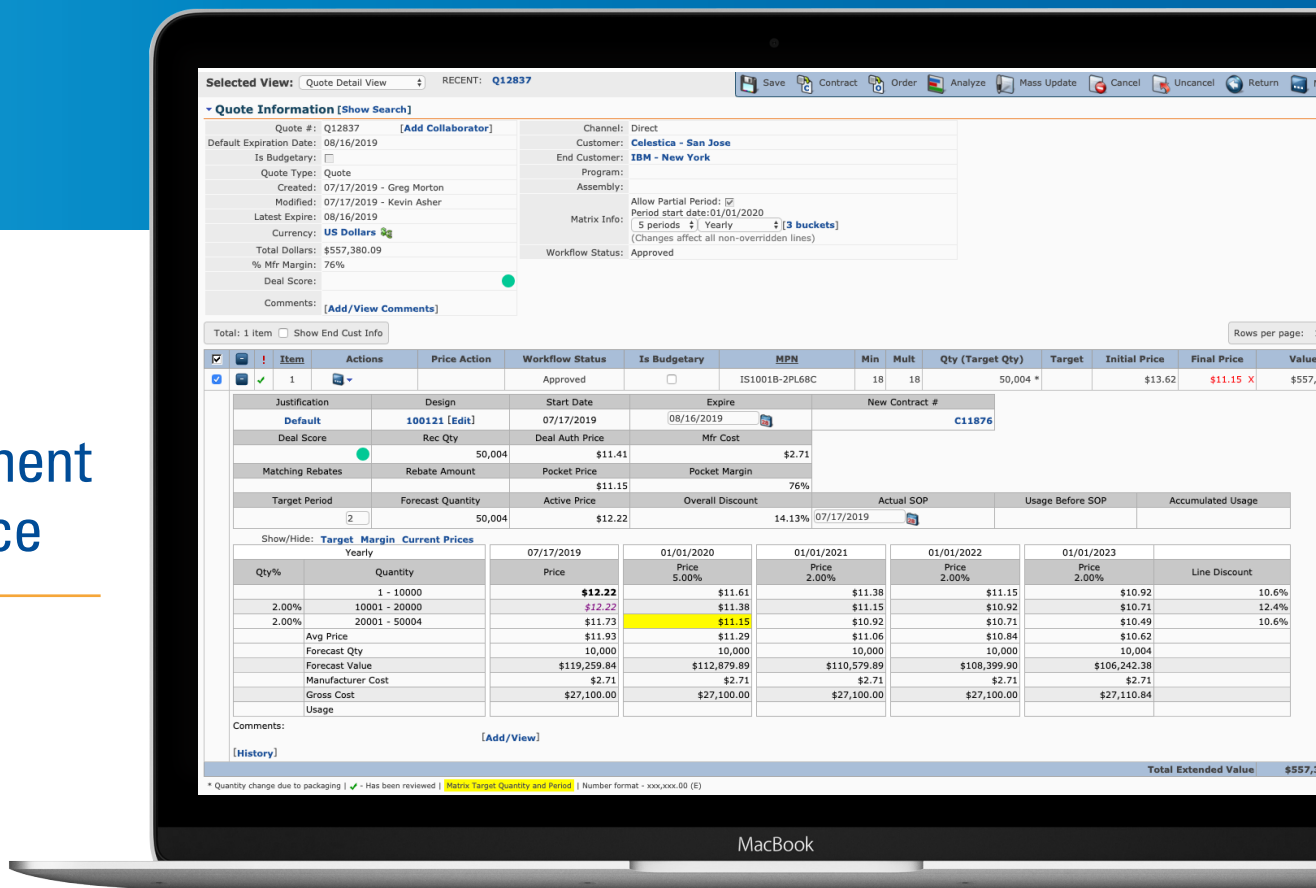 Selected View: Quote Detail View RECENT: Q12837 Save Contract Order Analyze Mass Update Cancel Uncancel Return
Quote Information [Show Search]
Quote #: Q12837 [Add Collaborator] Channel: Direct
Default Expiration Date: 08/16/2019 Customer: Celestica - San Jose
Is Budgetary: End Customer: IBM - New York
Quote Type: Quote Program:
Created: 07/17/2019 - Greg Morton Assembly:
Modified: 07/17/2019 - Kevin Asher Allow Partial Period:
Latest Expire: 08/16/2019 Matrix Info: Period start date:01/01/2020
5 periods Yearly [3 buckets]
Currency: US Dollars (Changes affect all non-overridden lines)
Total Dollars: $557,380.09 Workflow Status: Approved
% Mfr Margin: 76%
Deal Score:
Comments: [Add/View Comments]
Total: 1 item Show End Cust Info Rows per page:
! Item Actions Price Action Workflow Status Is Budgetary MPN Min Mult Qty (Target Qty) Target Initial Price Final Price Value
1 Approved IS1001B-2PL68C 18 18 50,004 * $13.62 $11.15 X $557,
Justification Design Start Date Expire New Contract #
Default 100121 [Edit] 07/17/2019 08/16/2019 C11876
Deal Score Rec Qty Deal Auth Price Mfr Cost
50,004 $11.41 $2.71
Matching Rebates Rebate Amount Pocket Price Pocket Margin
$11.15 76%
Target Period Forecast Quantity Active Price Overall Discount Actual SOP Usage Before SOP Accumulated Usage
2 50,004 $12.22 14.13% 07/17/2019
Show/Hide: Target Margin Current Prices
Yearly 07/17/2019 01/01/2020 01/01/2021 01/01/2022 01/01/2023
Qty% Quantity Price Price 5.00% Price 2.00% Price 2.00% Price 2.00% Line Discount
1 - 10000 $12.22 $11.61 $11.38 $11.15 $10.92 10.6%
2.00% 10001 - 20000 $12.22 $11.38 $11.15 $10.92 $10.71 12.4%
2.00% 20001 - 50004 $11.73 $11.15 $10.92 $10.71 $10.49 10.6%
Avg Price $11.93 $11.29 $11.06 $10.84 $10.62
Forecast Qty 10,000 10,000 10,000 10,000 10,004
Forecast Value $119,259.84 $112,879.89 $110,579.89 $108,399.90 $106,242.38
Manufacturer Cost $2.71 $2.71 $2.71 $2.71 $2.71
Gross Cost $27,100.00 $27,100.00 $27,100.00 $27,100.00 $27,110.84
Usage
Comments:
[Add/View]
[History]
Total Extended Value $557,
* Quantity change due to packaging | ✓ - Has been reviewed | Matrix Target Quantity and Period | Number format - xxx,xxx.00 (E)
ment
ce
MacBook